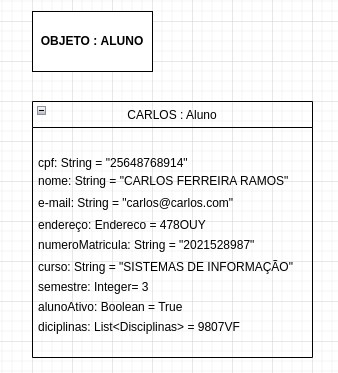 OBJETO : ALUNO
CARLOS : Aluno
cpf: String = "25648768914"
nome: String = "CARLOS FERREIRA RAMOS"
e-mail: String = "carlos@carlos.com"
endereço: Endereco = 478OUY
numeroMatricula: String = "2021528987"
curso: String = "SISTEMAS DE INFORMAÇÃO"
semestre: Integer= 3
alunoAtivo: Boolean = True
diciplinas: List<Disciplinas> = 9807VF